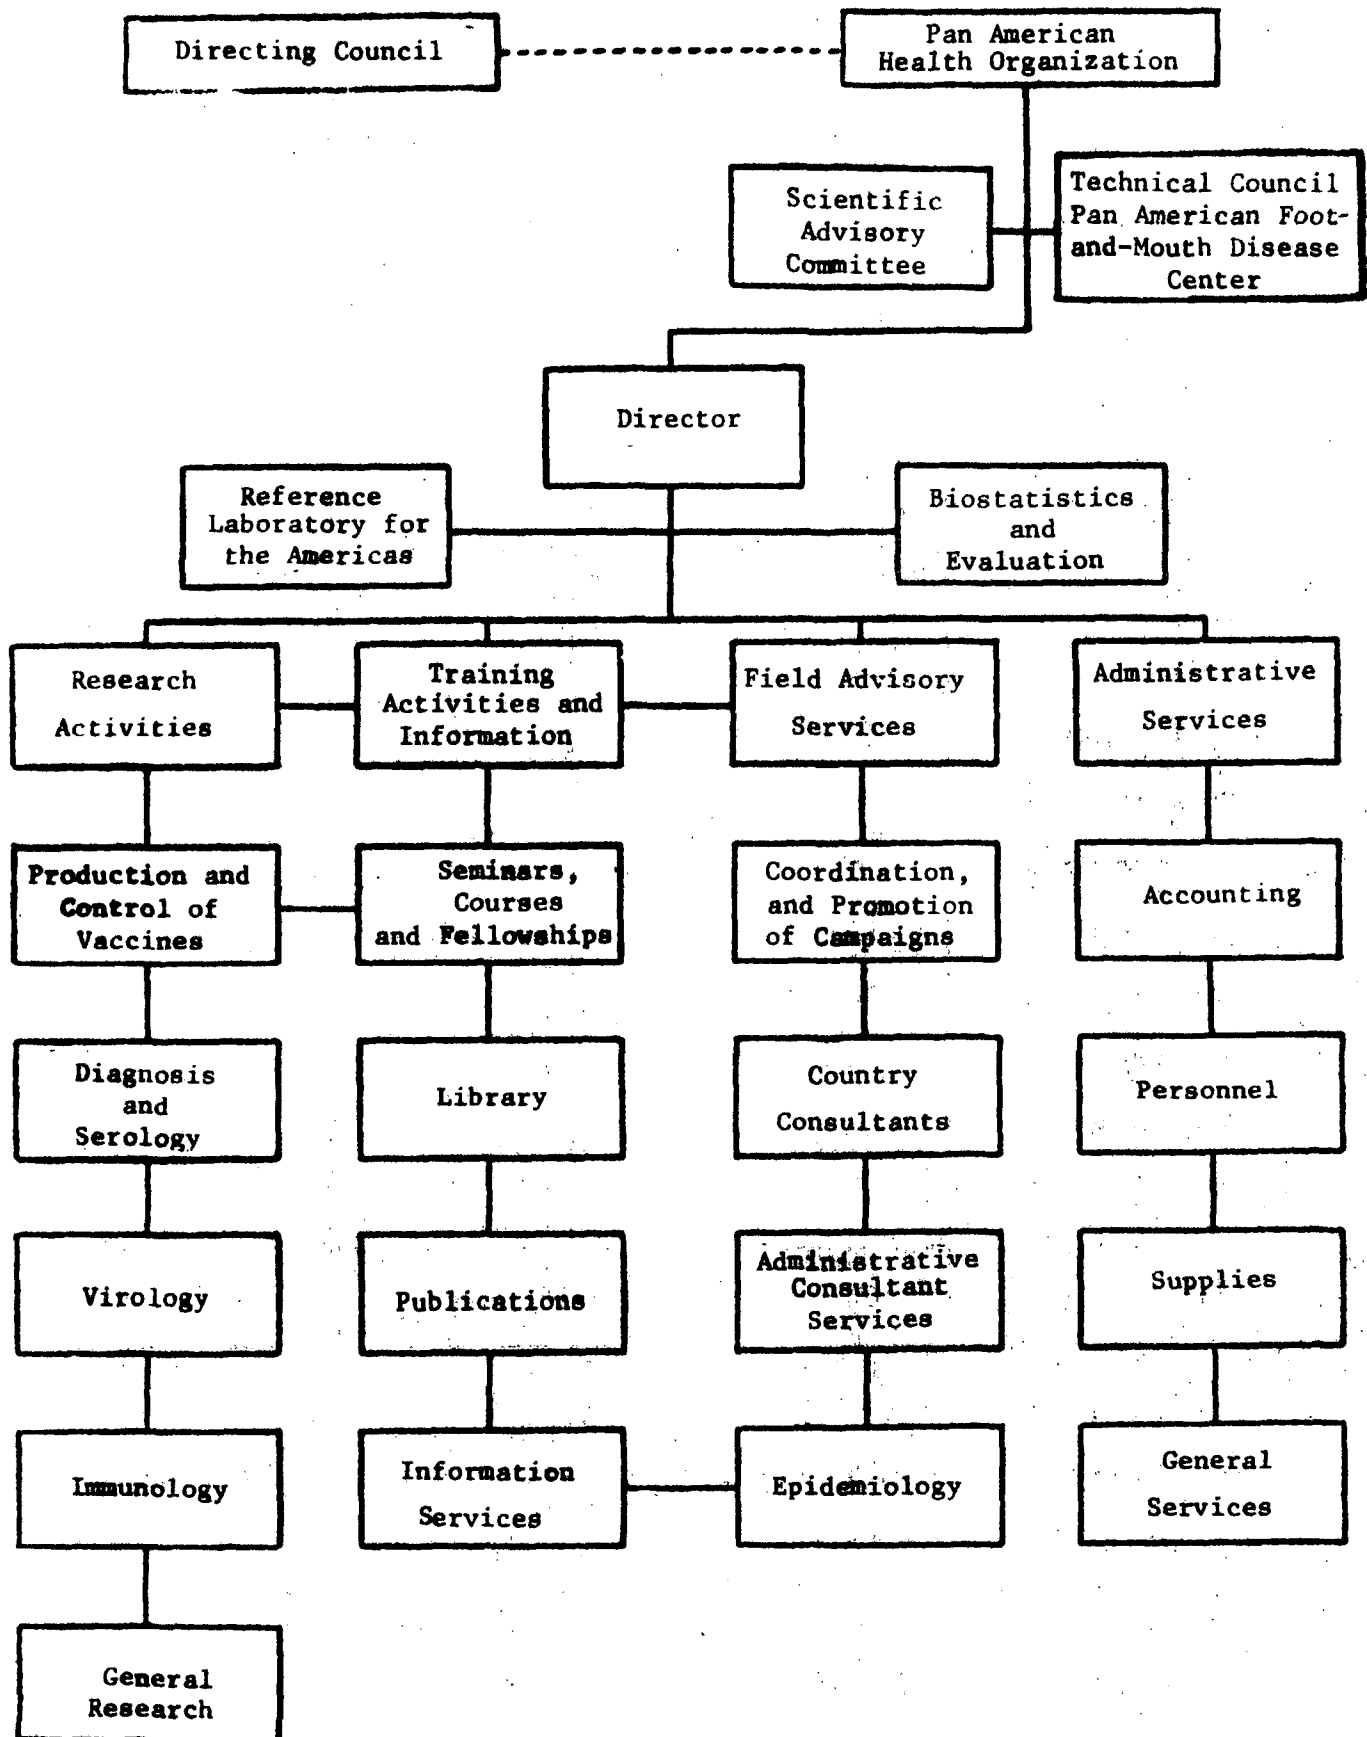 Directing Council
Pan American
Health Organization
Scientific
Advisory
Committee
Technical Council
Pan American Foot-
and-Mouth Disease
Center
Director
Reference
Laboratory for
the Americas
Biostatistics
and
Evaluation
Research
Activities
Training
Activities and
Information
Field Advisory
Services
Administrative
Services
Production and
Control of
Vaccines
Seminars,
Courses
and Fellowships
Coordination,
and Promotion
of Campaigns
Accounting
Diagnosis
and
Serology
Library
Country
Consultants
Personnel
Virology
Publications
Administrative
Consultant
Services
Supplies
Immunology
Information
Services
Epidemiology
General
Services
General
Research